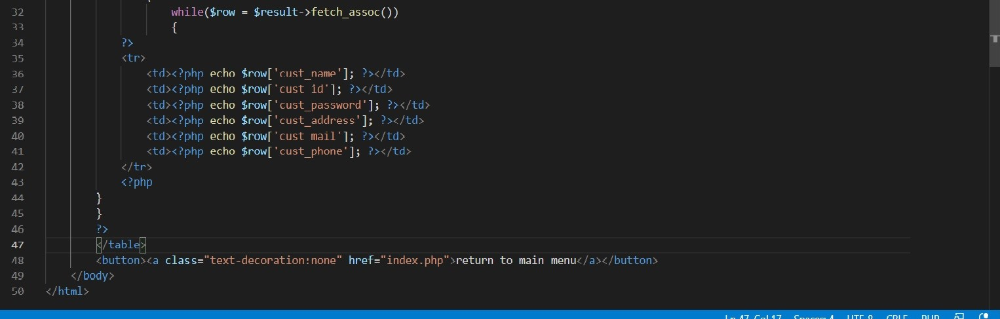 32 while($row = $result->fetch_assoc())
33 {
34 ?>
35 <tr>
36 <td><?php echo $row['cust_name']; ?></td>
37 <td><?php echo $row['cust id']; ?></td>
38 <td><?php echo $row['cust_password']; ?></td>
39 <td><?php echo $row['cust_address']; ?></td>
40 <td><?php echo $row['cust mail']; ?></td>
41 <td><?php echo $row['cust_phone']; ?></td>
42 </tr>
43 <?php
44 }
45 }
46 ?>
47 </table>
48 <button><a class="text-decoration:none" href="index.php">return to main menu</a></button>
49 </body>
50 </html>
Ln 47, Col 17 Spaces: 4 UTF-8 CRLF PHP